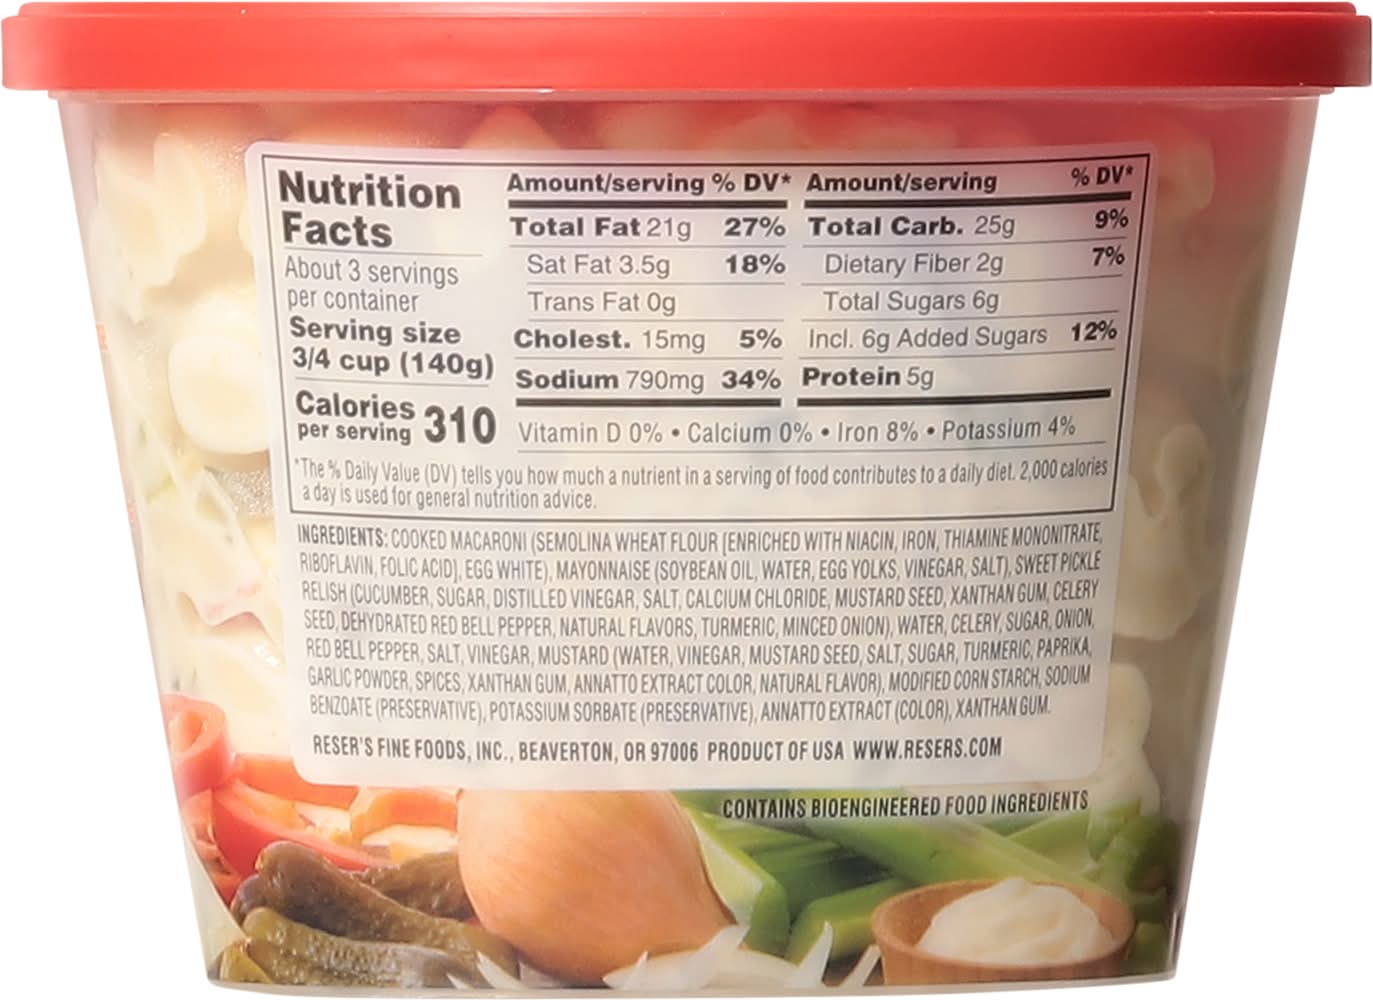 Nutrition
Facts
About 3 servings
per container
Serving size
3/4 cup (140g)
Calories
per serving 310
Amount/serving % DV*
Total Fat 21g 27%
Sat Fat 3.5g 18%
Trans Fat 0g
Cholest. 15mg 5%
Sodium 790mg 34%
Amount/serving % DV*
Total Carb. 25g 9%
Dietary Fiber 2g 7%
Total Sugars 6g
Incl. 6g Added Sugars 12%
Protein 5g
Vitamin D 0% • Calcium 0% • Iron 8% • Potassium 4%
*The % Daily Value (DV) tells you how much a nutrient in a serving of food contributes to a daily diet. 2,000 calories
a day is used for general nutrition advice.
INGREDIENTS: COOKED MACARONI (SEMOLINA WHEAT FLOUR [ENRICHED WITH NIACIN, IRON, THIAMINE MONONITRATE,
RIBOFLAVIN, FOLIC ACID], EGG WHITE), MAYONNAISE (SOYBEAN OIL, WATER, EGG YOLKS, VINEGAR, SALT), SWEET PICKLE
RELISH (CUCUMBER, SUGAR, DISTILLED VINEGAR, SALT, CALCIUM CHLORIDE, MUSTARD SEED, XANTHAN GUM, CELERY
SEED, DEHYDRATED RED BELL PEPPER, NATURAL FLAVORS, TURMERIC, MINCED ONION), WATER, CELERY, SUGAR, ONION,
RED BELL PEPPER, SALT, VINEGAR, MUSTARD (WATER, VINEGAR, MUSTARD SEED, SALT, SUGAR, TURMERIC, PAPRIKA,
GARLIC POWDER, SPICES, XANTHAN GUM, ANNATTO EXTRACT COLOR, NATURAL FLAVOR), MODIFIED CORN STARCH, SODIUM
BENZOATE (PRESERVATIVE), POTASSIUM SORBATE (PRESERVATIVE), ANNATTO EXTRACT (COLOR), XANTHAN GUM.
RESER'S FINE FOODS, INC., BEAVERTON, OR 97006 PRODUCT OF USA WWW.RESERS.COM
CONTAINS BIOENGINEERED FOOD INGREDIENTS